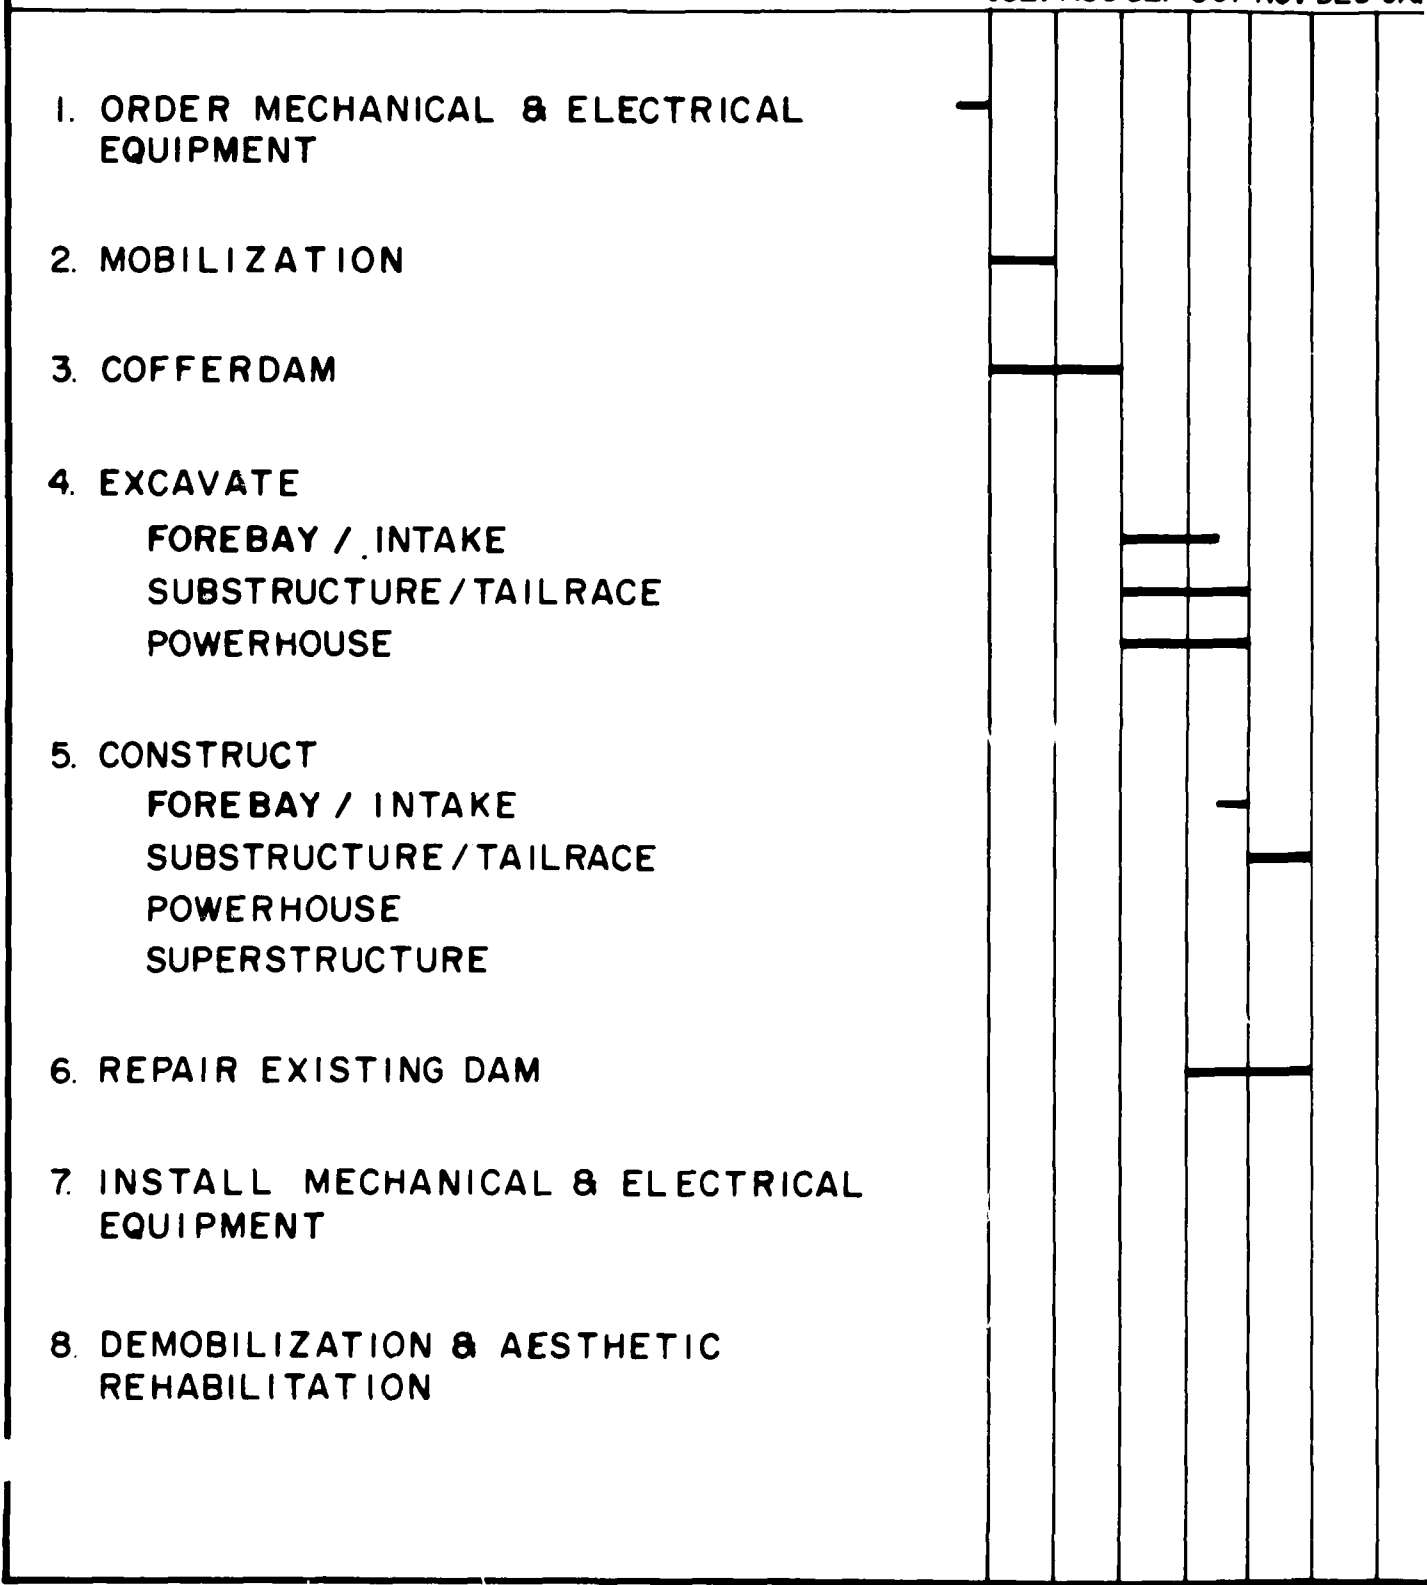 1. ORDER MECHANICAL & ELECTRICAL
EQUIPMENT
2. MOBILIZATION
3. COFFERDAM
4. EXCAVATE
FOREBAY / INTAKE
SUBSTRUCTURE/TAILRACE
POWERHOUSE
5. CONSTRUCT
FOREBAY / INTAKE
SUBSTRUCTURE/TAILRACE
POWERHOUSE
SUPERSTRUCTURE
6. REPAIR EXISTING DAM
7. INSTALL MECHANICAL & ELECTRICAL
EQUIPMENT
8. DEMOBILIZATION & AESTHETIC
REHABILITATION